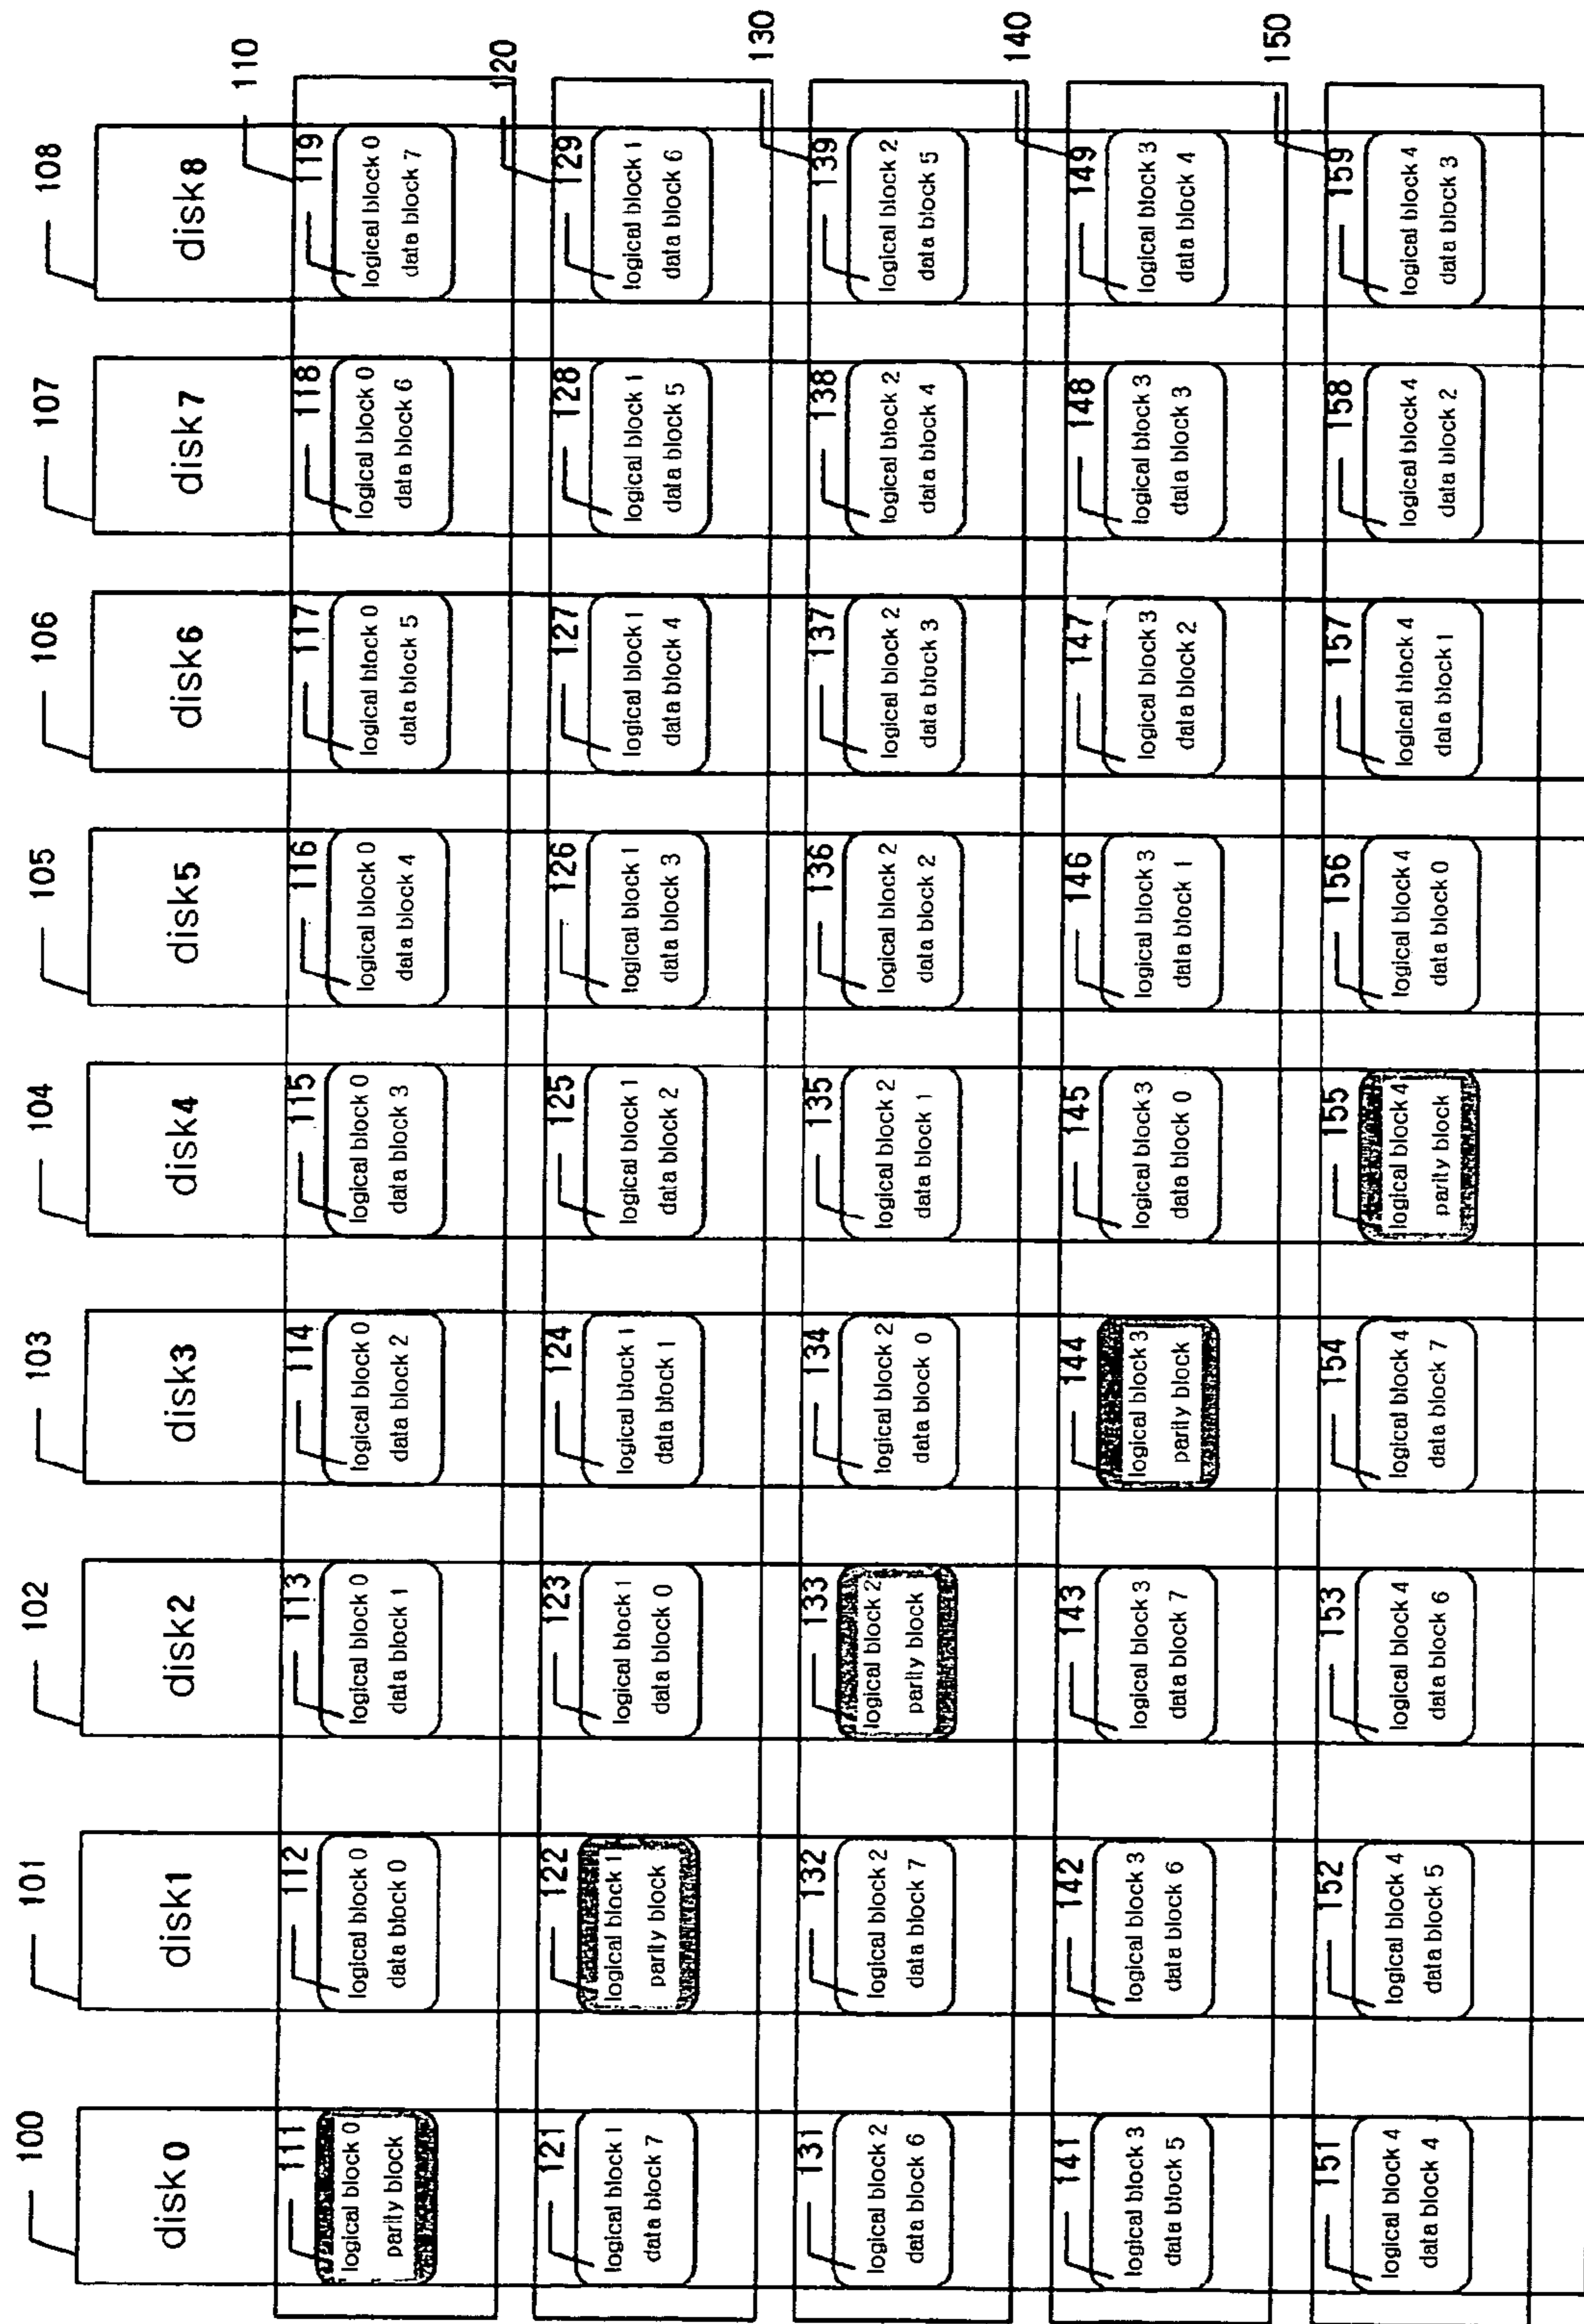 100
101
102
103
104
105
106
107
108
disk0
disk1
disk2
disk3
disk4
disk5
disk6
disk7
disk8
110
111
112
113
114
115
116
117
118
119
logical block 0
parity block
logical block 0
data block 0
logical block 0
data block 1
logical block 0
data block 2
logical block 0
data block 3
logical block 0
data block 4
logical block 0
data block 5
logical block 0
data block 6
logical block 0
data block 7
120
121
122
123
124
125
126
127
128
129
logical block 1
data block 7
logical block 1
parity block
logical block 1
data block 0
logical block 1
data block 1
logical block 1
data block 2
logical block 1
data block 3
logical block 1
data block 4
logical block 1
data block 5
logical block 1
data block 6
130
131
132
133
134
135
136
137
138
139
logical block 2
data block 6
logical block 2
data block 7
logical block 2
parity block
logical block 2
data block 0
logical block 2
data block 1
logical block 2
data block 2
logical block 2
data block 3
logical block 2
data block 4
logical block 2
data block 5
140
141
142
143
144
145
146
147
148
149
logical block 3
data block 5
logical block 3
data block 6
logical block 3
data block 7
logical block 3
parity block
logical block 3
data block 0
logical block 3
data block 1
logical block 3
data block 2
logical block 3
data block 3
logical block 3
data block 4
150
151
152
153
154
155
156
157
158
159
logical block 4
data block 4
logical block 4
data block 5
logical block 4
data block 6
logical block 4
data block 7
logical block 4
parity block
logical block 4
data block 0
logical block 4
data block 1
logical block 4
data block 2
logical block 4
data block 3